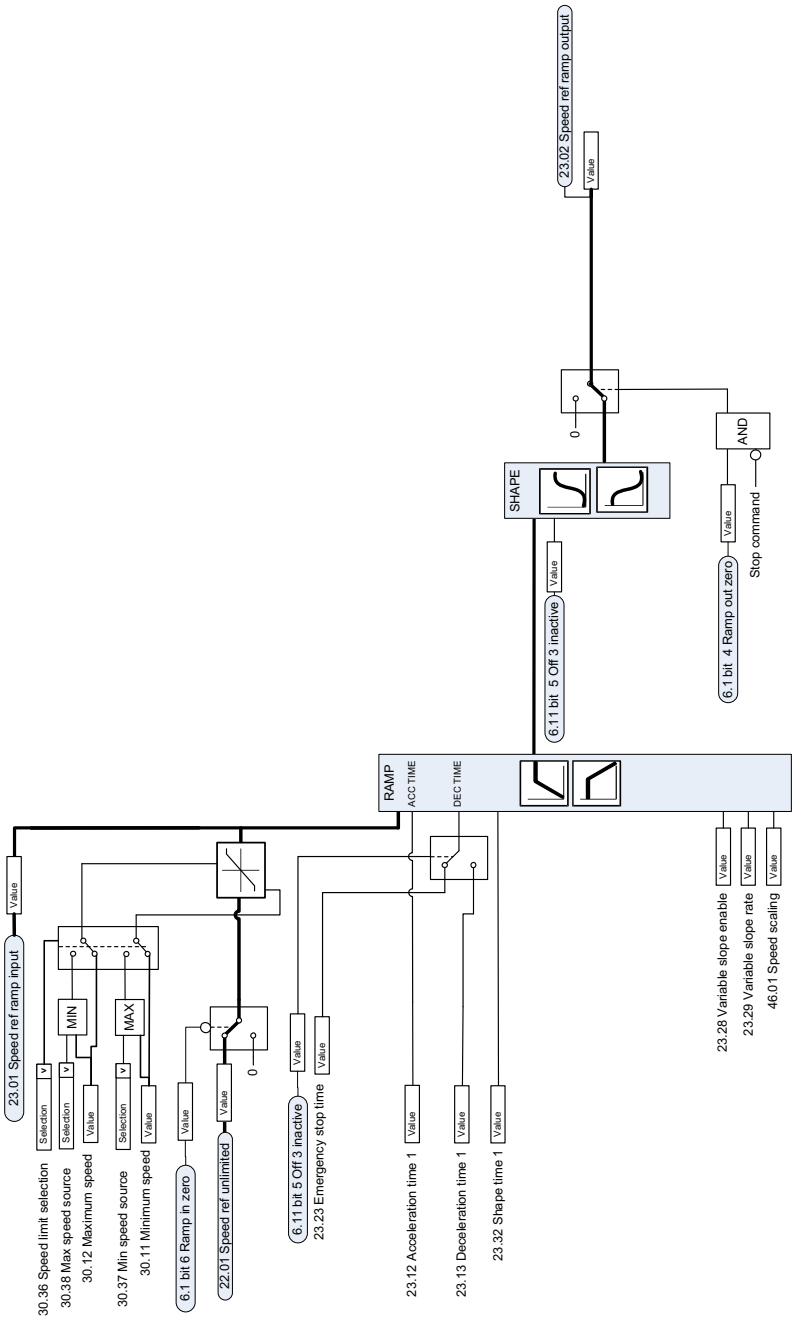 23.01 Speed ref ramp input
Value
30.36 Speed limit selection
Selection v
30.38 Max speed source
Selection v
MIN
30.12 Maximum speed
Value
30.37 Min speed source
Selection v
MAX
30.11 Minimum speed
Value
6.1 bit 6 Ramp in zero
Value
22.01 Speed ref unlimited
Value
0
6.11 bit 5 Off 3 inactive
Value
23.23 Emergency stop time
Value
23.12 Acceleration time 1
Value
23.13 Deceleration time 1
Value
23.32 Shape time 1
Value
RAMP
ACC TIME
DEC TIME
23.28 Variable slope enable
Value
23.29 Variable slope rate
Value
46.01 Speed scaling
Value
6.11 bit 5 Off 3 inactive
Value
SHAPE
0
6.1 bit 4 Ramp out zero
Value
Stop command
AND
23.02 Speed ref ramp output
Value